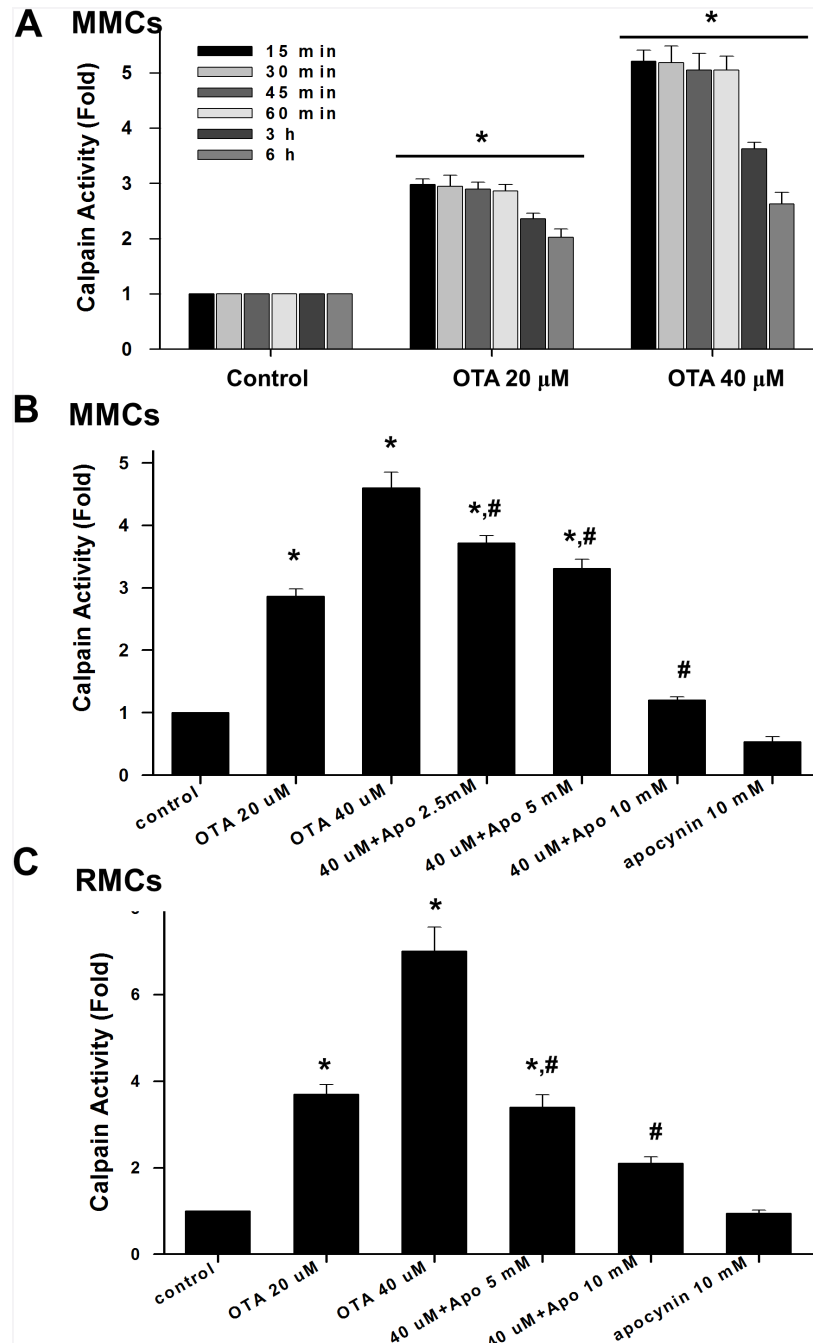 A MMCs
15 min
30 min
45 min
60 min
3 h
6 h
*
*
Calpain Activity (Fold)
5
4
3
2
1
0
Control
OTA 20 μM
OTA 40 μM
B MMCs
Calpain Activity (Fold)
5
4
3
2
1
0
*
*
*,#
*,#
#
control
OTA 20 uM
OTA 40 uM
40 uM+Apo 2.5mM
40 uM+Apo 5 mM
40 uM+Apo 10 mM
apocynin 10 mM
C RMCs
Calpain Activity (Fold)
6
4
2
0
*
*
*,#
#
control
OTA 20 uM
OTA 40 uM
40 uM+Apo 5 mM
40 uM+Apo 10 mM
apocynin 10 mM